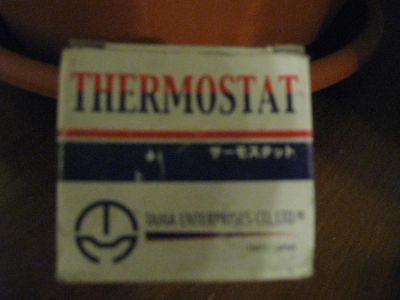 THERMOSTAT
サーモスタット
TAMA ENTERPRISES CO., LTD.